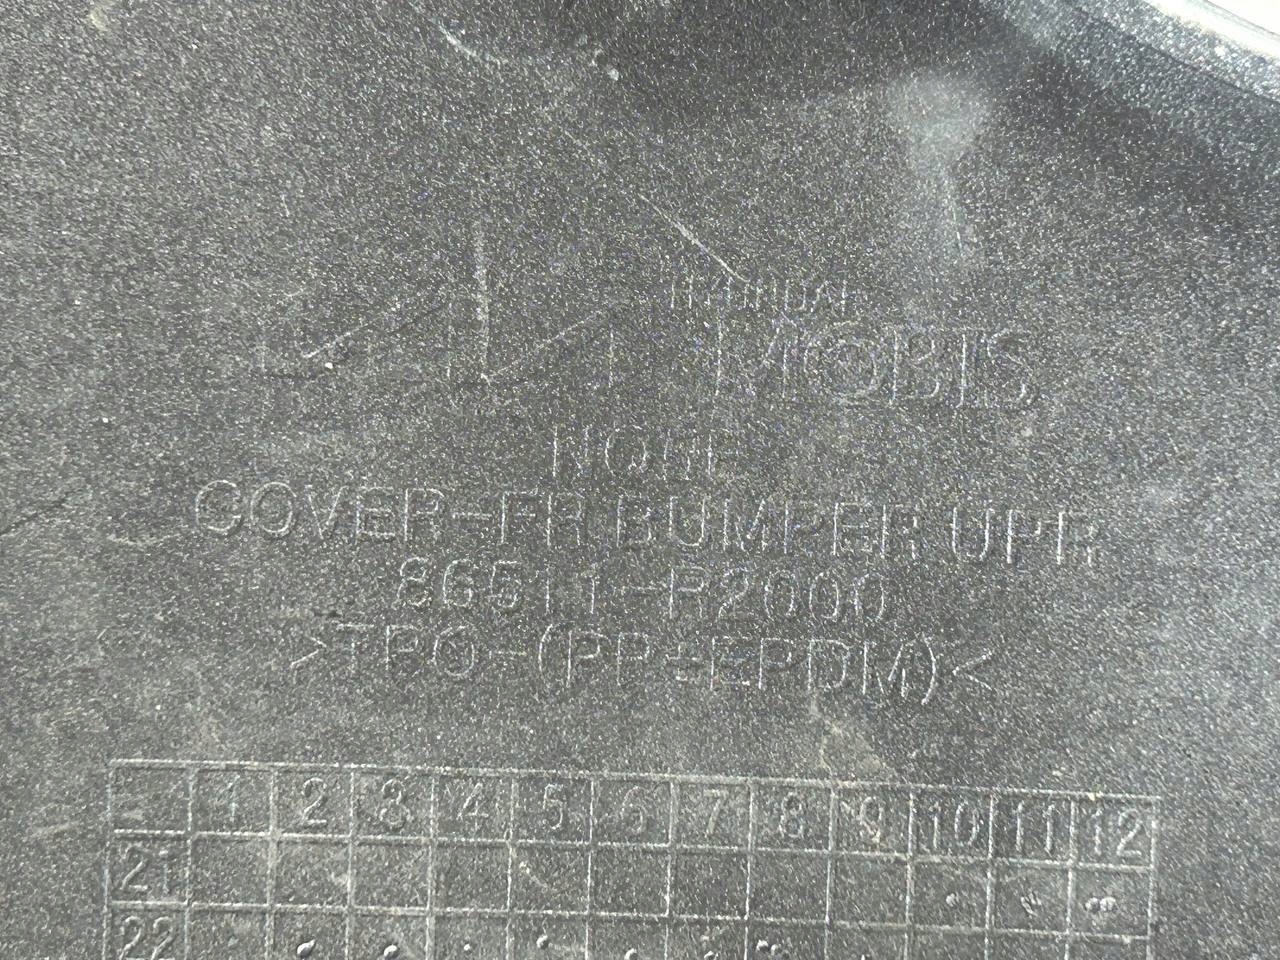 HYUNDAI
MOBIS
COVER-FR BUMPER UPR
86511-R2000
>TPO-(PP+EPDM)<
1 2 3 4 5 6 7 8 9 10 11 12
21
22